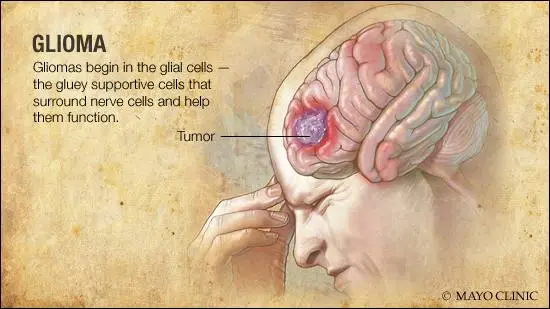 GLIOMA
Gliomas begin in the glial cells —
the gluey supportive cells that
surround nerve cells and help
them function.
Tumor
© MAYO CLINIC